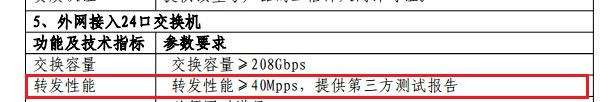 5、外网接入24口交换机
功能及技术指标 参数要求
交换容量 交换容量≥208Gbps
转发性能 转发性能≥40Mpps，提供第三方测试报告